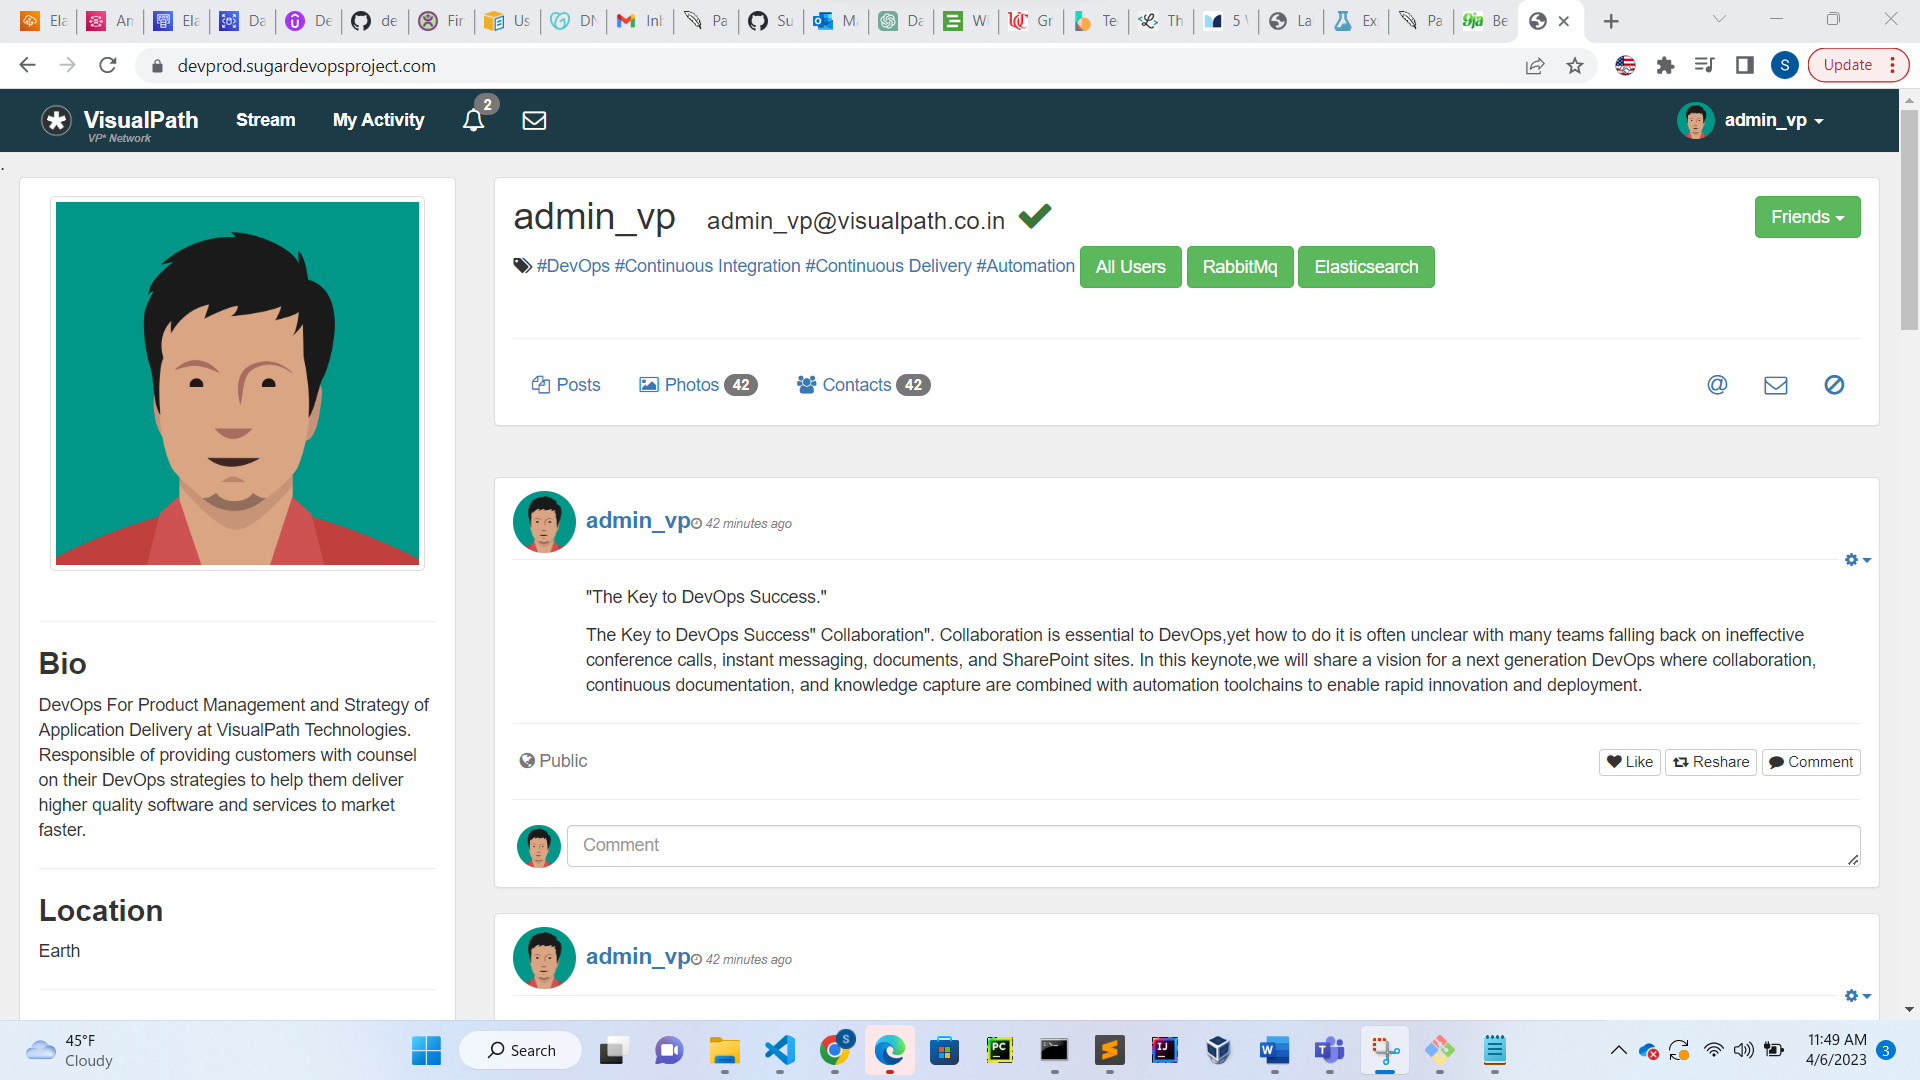 Ela
An
Ela
Da
De
de
Fir
Us
DN
Inb
Pa
Su
Ma
Da
Wl
Gr
Te
Th
5
La
Ex
Pa
9ja Be
devprod.sugardevopsproject.com
S
Update
VisualPath
VP* Network
Stream
My Activity
2
admin_vp
.
admin_vp admin_vp@visualpath.co.in
Friends
#DevOps #Continuous Integration #Continuous Delivery #Automation All Users RabbitMq Elasticsearch
Posts
Photos 42
Contacts 42
@
admin_vp 42 minutes ago
"The Key to DevOps Success."
The Key to DevOps Success" Collaboration". Collaboration is essential to DevOps,yet how to do it is often unclear with many teams falling back on ineffective
conference calls, instant messaging, documents, and SharePoint sites. In this keynote,we will share a vision for a next generation DevOps where collaboration,
continuous documentation, and knowledge capture are combined with automation toolchains to enable rapid innovation and deployment.
Public
Like
Reshare
Comment
Comment
admin_vp 42 minutes ago
Bio
DevOps For Product Management and Strategy of
Application Delivery at VisualPath Technologies.
Responsible of providing customers with counsel
on their DevOps strategies to help them deliver
higher quality software and services to market
faster.
Location
Earth
45°F
Cloudy
Search
S
PC
IJ
W
11:49 AM
4/6/2023
3